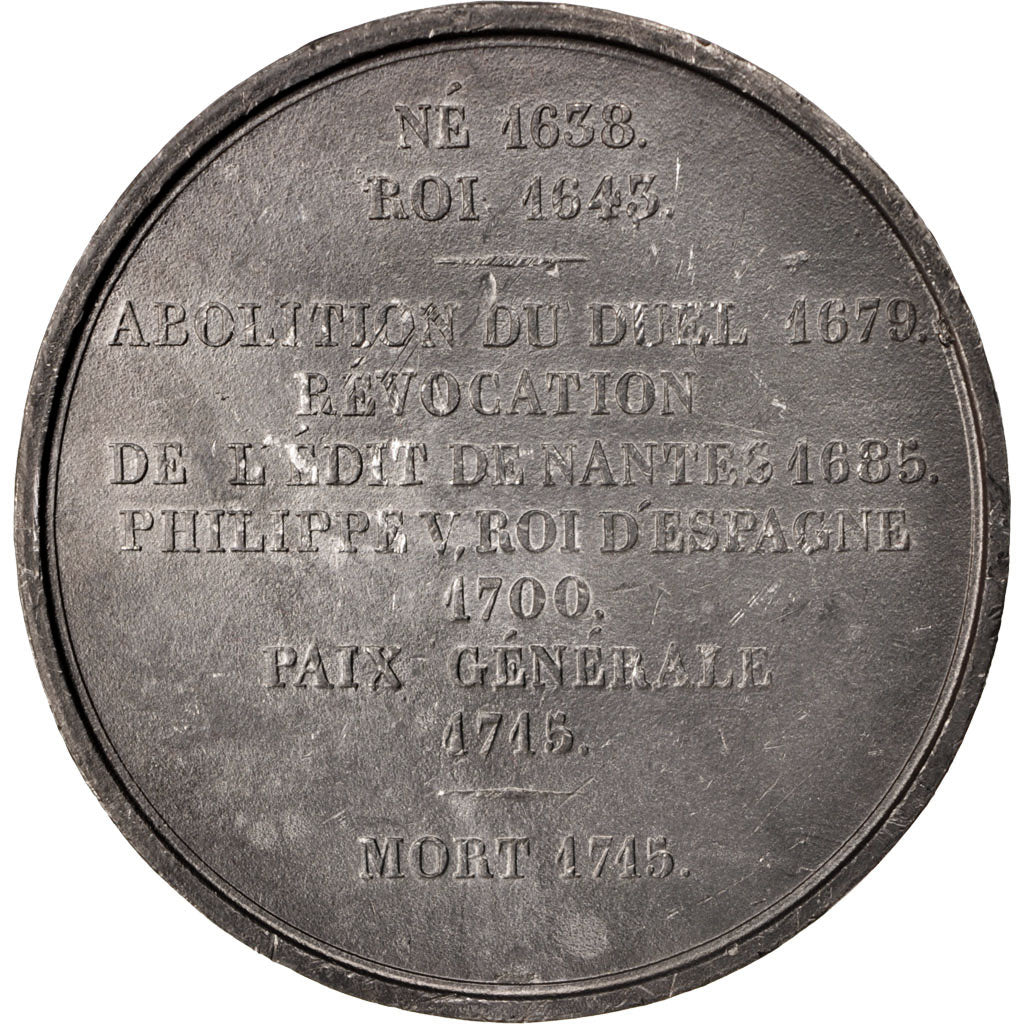 NÉ 1638.
ROI 1643.
ABOLITION DU DUEL 1679.
RÉVOCATION
DE L'ÉDIT DE NANTES 1685.
PHILIPPE V, ROI D'ESPAGNE
1700.
PAIX GÉNÉRALE
1715.
MORT 1715.